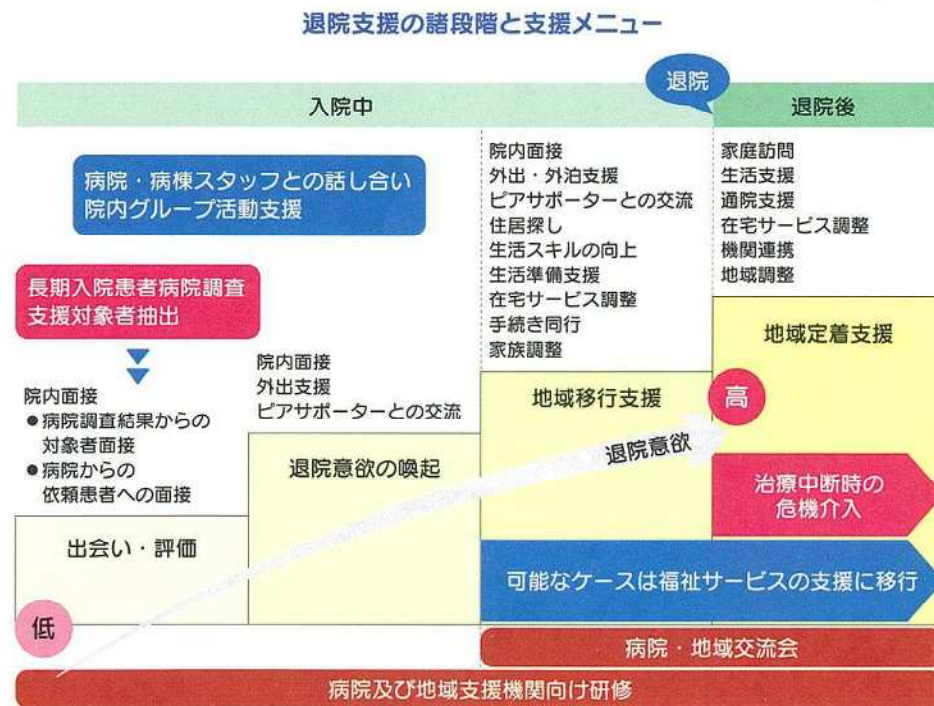 退院支援の諸段階と支援メニュー
退院
入院中
退院後
病院・病棟スタッフとの話し合い
院内グループ活動支援
長期入院患者病院調査
支援対象者抽出
院内面接
●病院調査結果からの
対象者面接
●病院からの
依頼患者への面接
出会い・評価
低
院内面接
外出支援
ピアサポーターとの交流
退院意欲の喚起
院内面接
外出・外泊支援
ピアサポーターとの交流
住居探し
生活スキルの向上
生活準備支援
在宅サービス調整
手続き同行
家族調整
地域移行支援
退院意欲
高
家庭訪問
生活支援
通院支援
在宅サービス調整
機関連携
地域調整
地域定着支援
治療中断時の
危機介入
可能なケースは福祉サービスの支援に移行
病院・地域交流会
病院及び地域支援機関向け研修